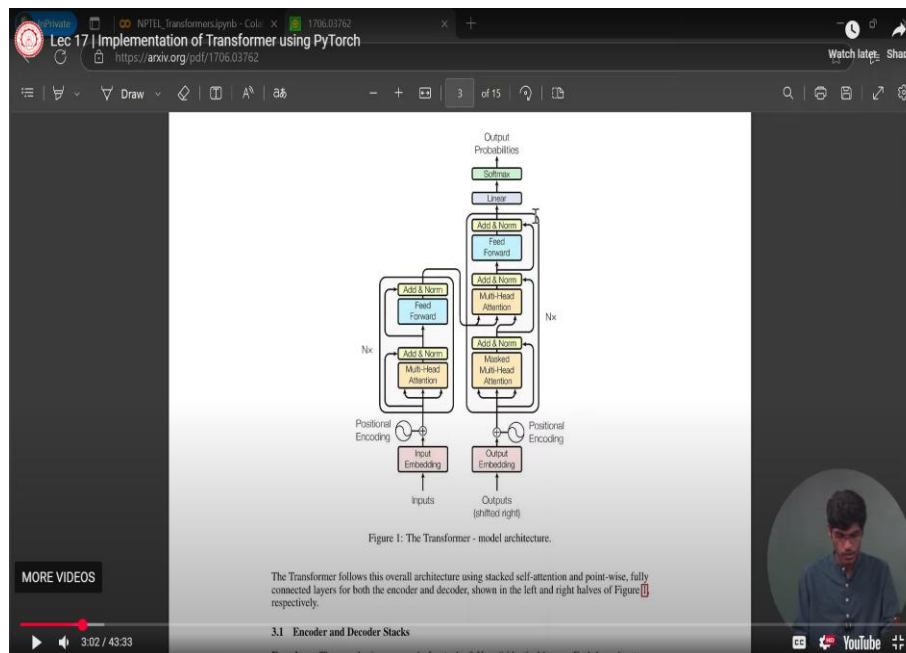 InPrivate
NPTEL_Transformers.ipynb - Cola
1706.03762
Lec 17 | Implementation of Transformer using PyTorch
https://arxiv.org/pdf/1706.03762
Watch later
Draw
3 of 15
Output
Probabilities
Softmax
Linear
Add & Norm
Feed
Forward
Add & Norm
Multi-Head
Attention
Nx
Add & Norm
Masked
Multi-Head
Attention
Add & Norm
Feed
Forward
Nx
Add & Norm
Multi-Head
Attention
Positional
Encoding
Positional
Encoding
Input
Embedding
Output
Embedding
Inputs
Outputs
(shifted right)
Figure 1: The Transformer - model architecture.
MORE VIDEOS
The Transformer follows this overall architecture using stacked self-attention and point-wise, fully
connected layers for both the encoder and decoder, shown in the left and right halves of Figure 1,
respectively.
3.1 Encoder and Decoder Stacks
3:02 / 43:33
CC
HD
YouTube